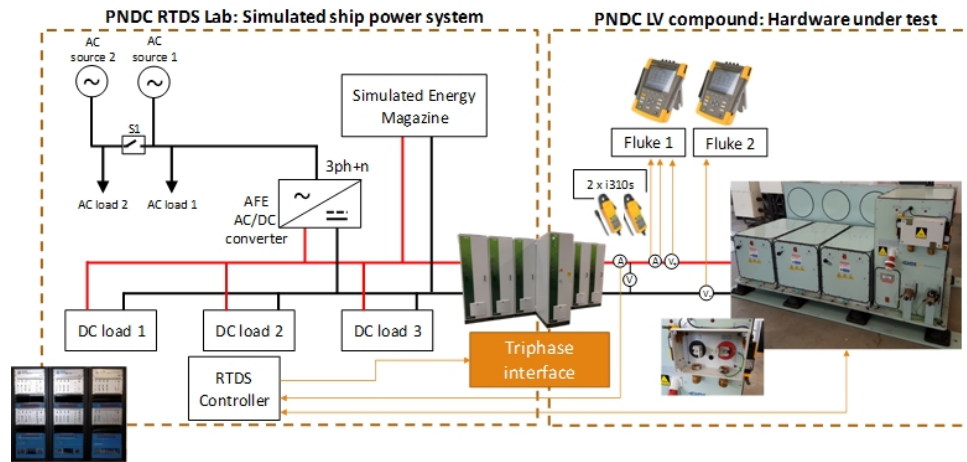 PNDC RTDS Lab: Simulated ship power system
PNDC LV compound: Hardware under test
AC
source 2
AC
source 1
S1
AC load 2
AC load 1
3ph+n
AFE
AC/DC
converter
Simulated Energy
Magazine
DC load 1
DC load 2
DC load 3
RTDS
Controller
Triphase
interface
Fluke 1
Fluke 2
2 x i310s
A
V
A
V+
V-